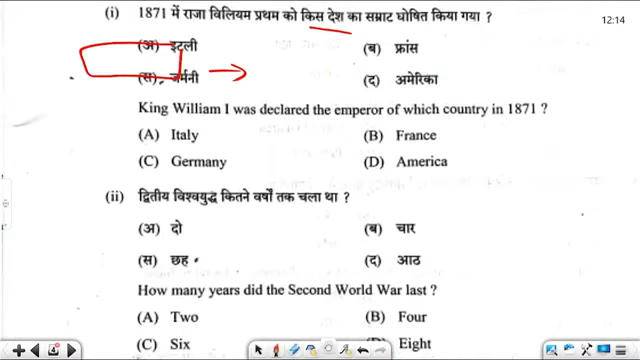 12:14
(i) 1871 में राजा विलियम प्रथम को किस देश का सम्राट घोषित किया गया ?
(अ) इटली (ब) फ्रांस
(स) जर्मनी (द) अमेरिका
King William I was declared the emperor of which country in 1871 ?
(A) Italy (B) France
(C) Germany (D) America
(ii) द्वितीय विश्वयुद्ध कितने वर्षों तक चला था ?
(अ) दो (ब) चार
(स) छह (द) आठ
How many years did the Second World War last ?
(A) Two (B) Four
(C) Six (D) Eight
4